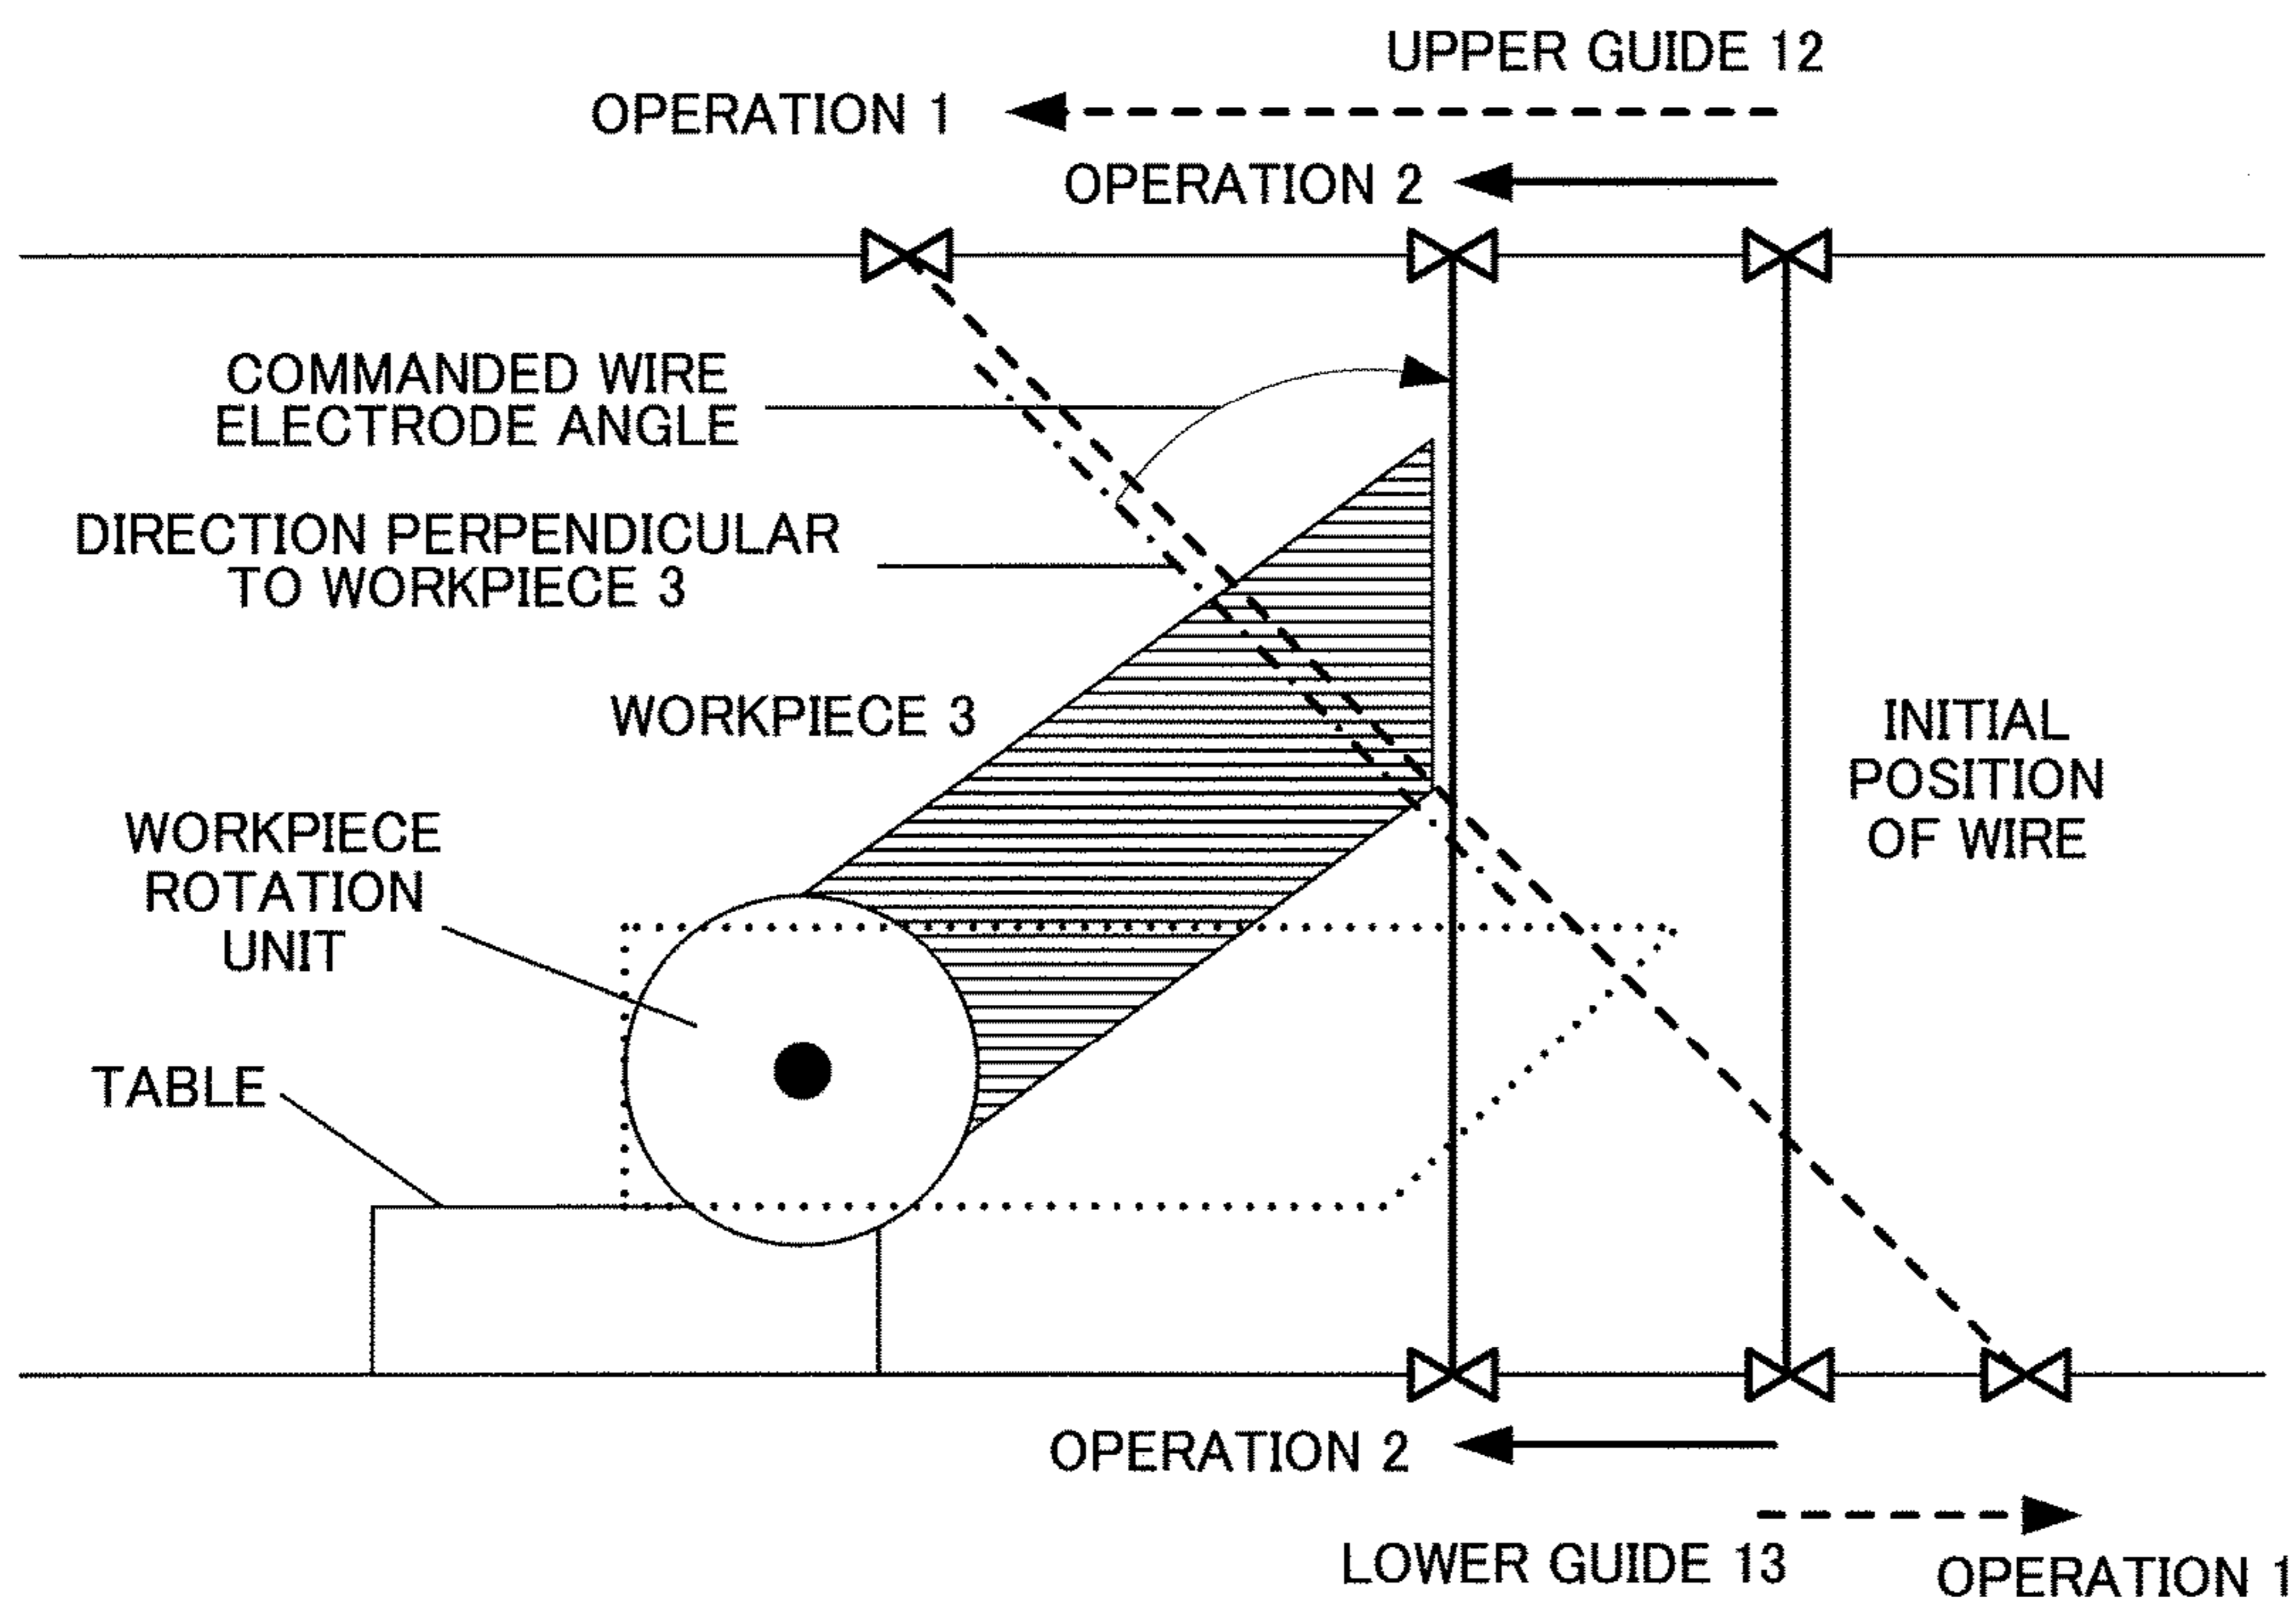 UPPER GUIDE 12
OPERATION 1
OPERATION 2
COMMANDED WIRE
ELECTRODE ANGLE
DIRECTION PERPENDICULAR
TO WORKPIECE 3
WORKPIECE 3
INITIAL
POSITION
OF WIRE
WORKPIECE
ROTATION
UNIT
TABLE
OPERATION 2
LOWER GUIDE 13
OPERATION 1